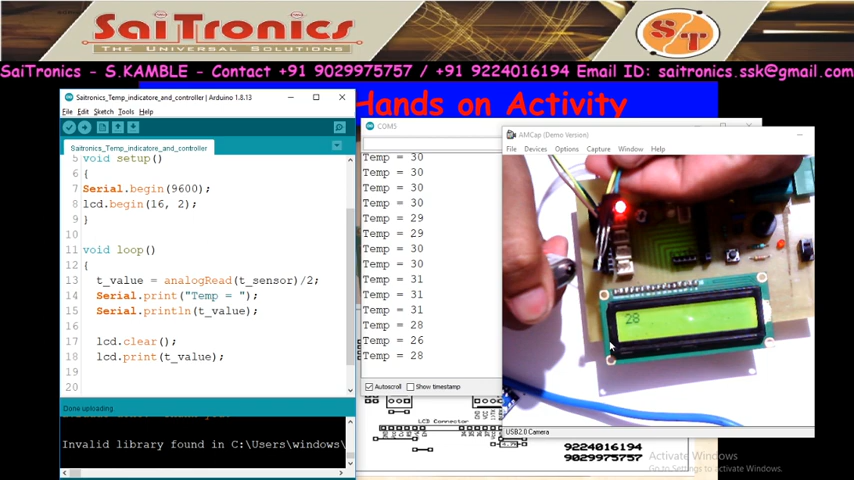 SaiTronics
THE UNIVERSAL SOLUTIONS
ST
SaiTronics - S.KAMBLE - Contact +91 9029975757 / +91 9224016194 Email ID: saitronics.ssk@gmail.com
Hands on Activity
Saitronics_Temp_indicatore_and_controller | Arduino 1.8.13
File Edit Sketch Tools Help
Saitronics_Temp_indicatore_and_controller
5 void setup()
6 {
7 Serial.begin(9600);
8 lcd.begin(16, 2);
9 }
10
11 void loop()
12 {
13 t_value = analogRead(t_sensor)/2;
14 Serial.print("Temp = ");
15 Serial.println(t_value);
16
17 lcd.clear();
18 lcd.print(t_value);
19
20
Done uploading.
Invalid library found in C:\Users\windows\
COM5
Temp = 30
Temp = 30
Temp = 30
Temp = 30
Temp = 29
Temp = 29
Temp = 30
Temp = 30
Temp = 31
Temp = 31
Temp = 31
Temp = 28
Temp = 26
Temp = 28
Autoscroll Show timestamp
AMCap (Demo Version)
File Devices Options Capture Window Help
28
USB2.0 Camera
LCD Connector
9224016194
9029975757
Activate Windows
Go to Settings to Activate Windows.